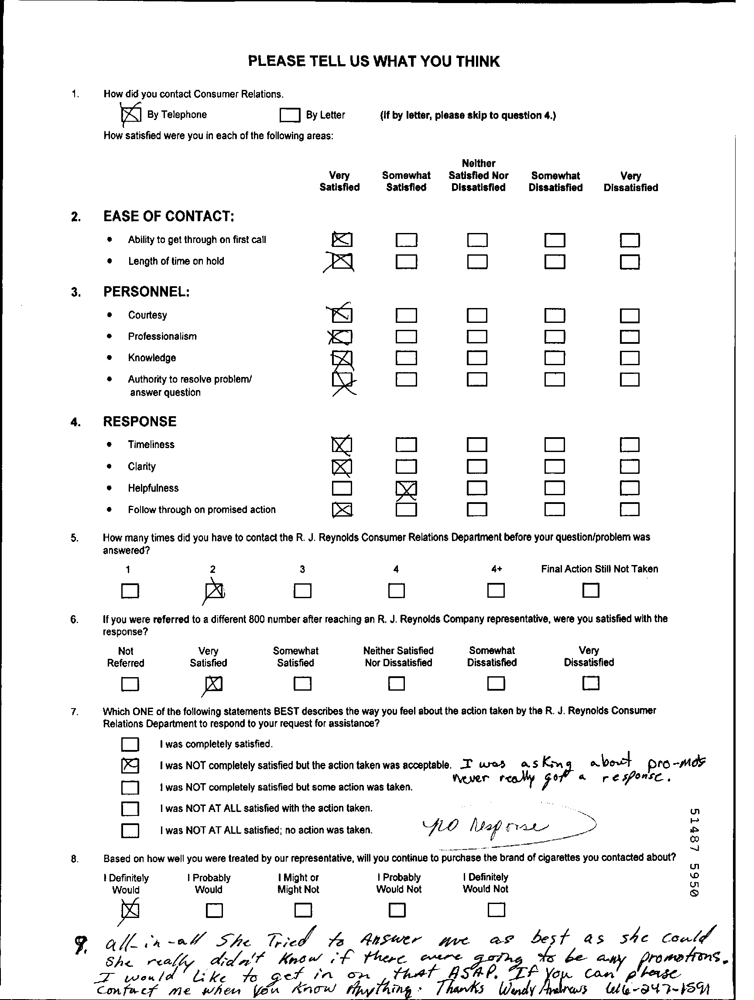 PLEASE TELL US WHAT YOU THINK
1. How did you contact Consumer Relations.
By Telephone By Letter (If by letter, please skip to question 4.)
How satisfied were you in each of the following areas:
Very Satisfied Somewhat Satisfied Neither Satisfied Nor Dissatisfied Somewhat Dissatisfied Very Dissatisfied
2. EASE OF CONTACT:
• Ability to get through on first call
• Length of time on hold
3. PERSONNEL:
• Courtesy
• Professionalism
• Knowledge
• Authority to resolve problem/
answer question
4. RESPONSE
• Timeliness
• Clarity
• Helpfulness
• Follow through on promised action
5. How many times did you have to contact the R. J. Reynolds Consumer Relations Department before your question/problem was
answered?
1 2 3 4 4+ Final Action Still Not Taken
6. If you were referred to a different 800 number after reaching an R. J. Reynolds Company representative, were you satisfied with the
response?
Not Referred Very Satisfied Somewhat Satisfied Neither Satisfied Nor Dissatisfied Somewhat Dissatisfied Very Dissatisfied
7. Which ONE of the following statements BEST describes the way you feel about the action taken by the R. J. Reynolds Consumer
Relations Department to respond to your request for assistance?
I was completely satisfied.
I was NOT completely satisfied but the action taken was acceptable. I was asking about pro-mos
never really got a response.
I was NOT completely satisfied but some action was taken.
I was NOT AT ALL satisfied with the action taken.
I was NOT AT ALL satisfied; no action was taken. no response
51487 5950
8. Based on how well you were treated by our representative, will you continue to purchase the brand of cigarettes you contacted about?
I Definitely Would I Probably Would I Might or Might Not I Probably Would Not I Definitely Would Not
9. all-in-all She Tried to Answer me as best as she could
She really didn't Know if there were going to be any promotions.
I would Like to get in on that ASAP. If you can please
contact me when you Know Anything. Thanks Wendy Andrews 616-247-1591